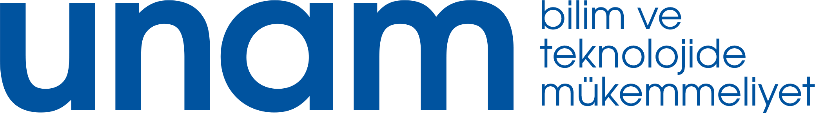 unam
bilim ve
teknolojide
mükemmeliyet